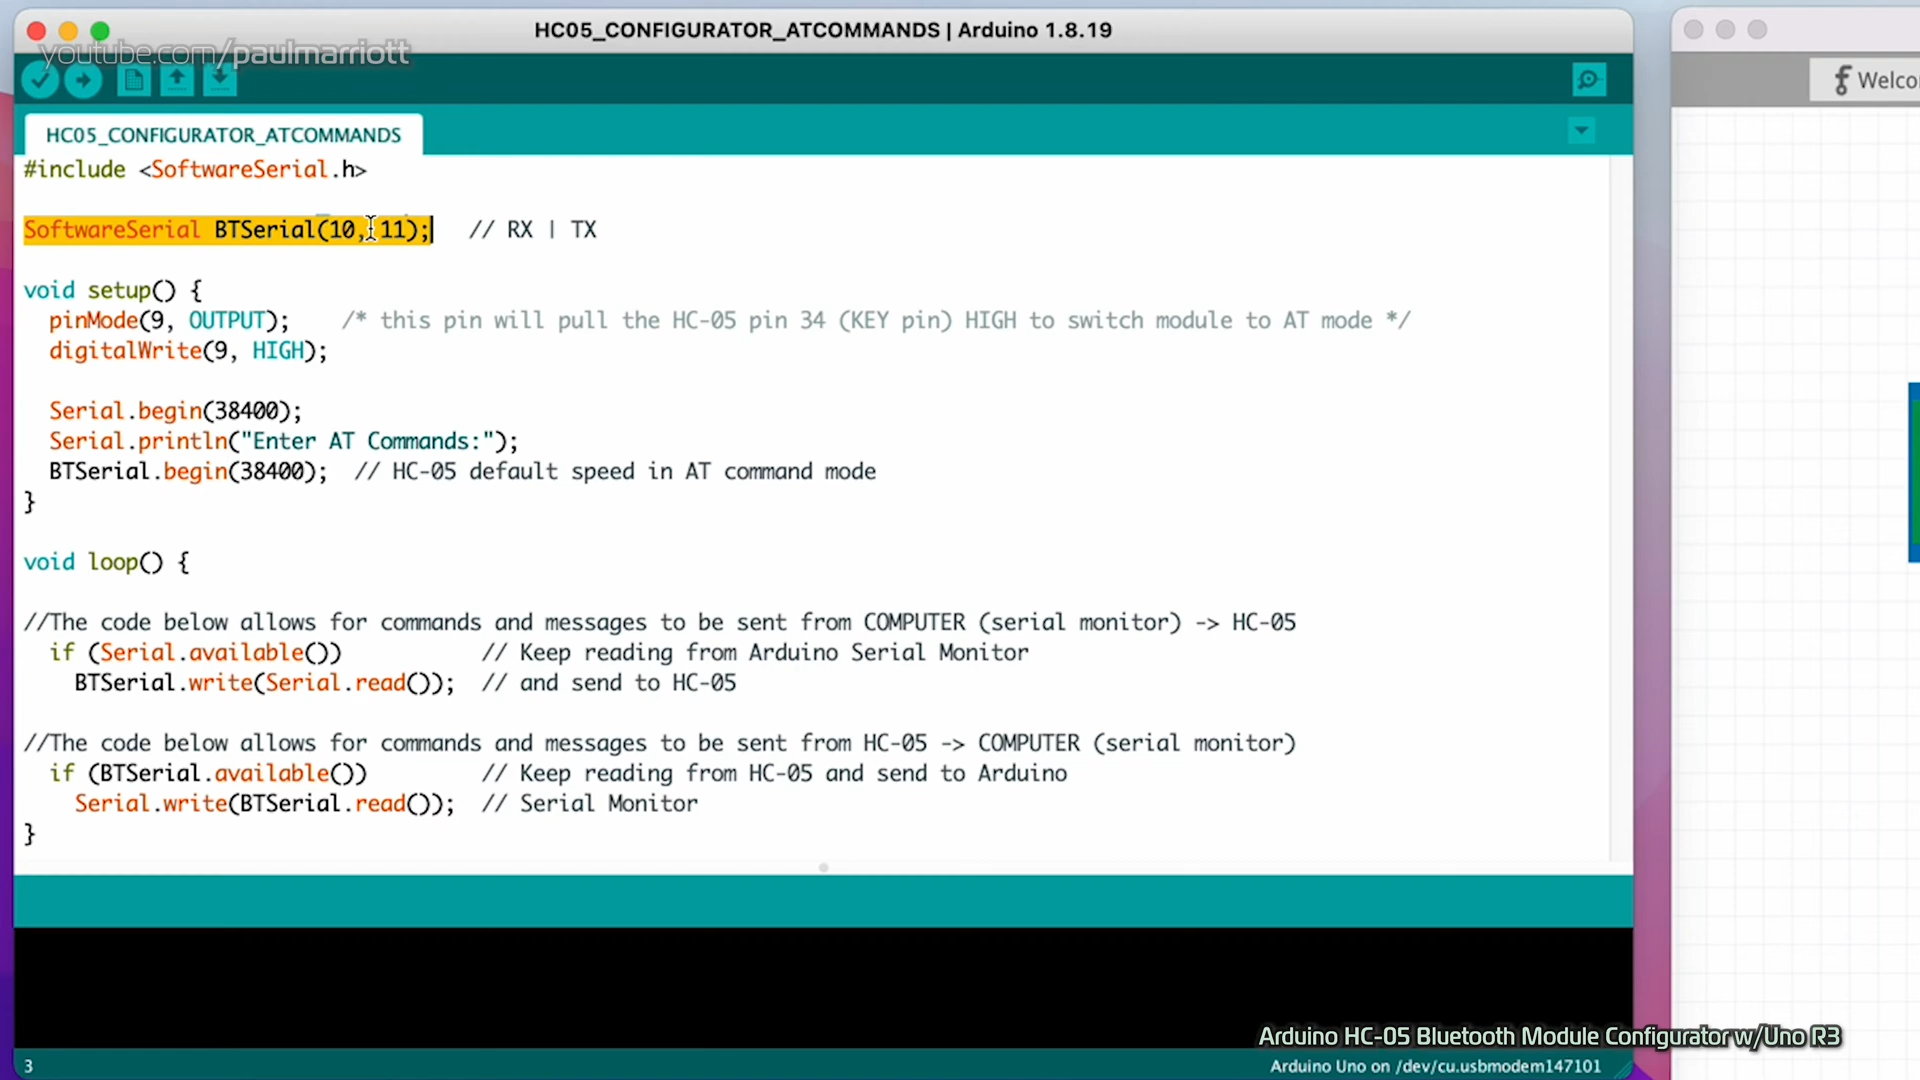 HC05_CONFIGURATOR_ATCOMMANDS | Arduino 1.8.19
youtube.com/paulmarriott
Welco
HC05_CONFIGURATOR_ATCOMMANDS
#include <SoftwareSerial.h>
SoftwareSerial BTSerial(10, 11);   // RX | TX
void setup() {
  pinMode(9, OUTPUT);    /* this pin will pull the HC-05 pin 34 (KEY pin) HIGH to switch module to AT mode */
  digitalWrite(9, HIGH);
  Serial.begin(38400);
  Serial.println("Enter AT Commands:");
  BTSerial.begin(38400);  // HC-05 default speed in AT command mode
}
void loop() {
//The code below allows for commands and messages to be sent from COMPUTER (serial monitor) -> HC-05
  if (Serial.available())           // Keep reading from Arduino Serial Monitor
    BTSerial.write(Serial.read());  // and send to HC-05
//The code below allows for commands and messages to be sent from HC-05 -> COMPUTER (serial monitor)
  if (BTSerial.available())         // Keep reading from HC-05 and send to Arduino
    Serial.write(BTSerial.read());  // Serial Monitor
}
Arduino HC-05 Bluetooth Module Configurator w/Uno R3
3
Arduino Uno on /dev/cu.usbmodem147101